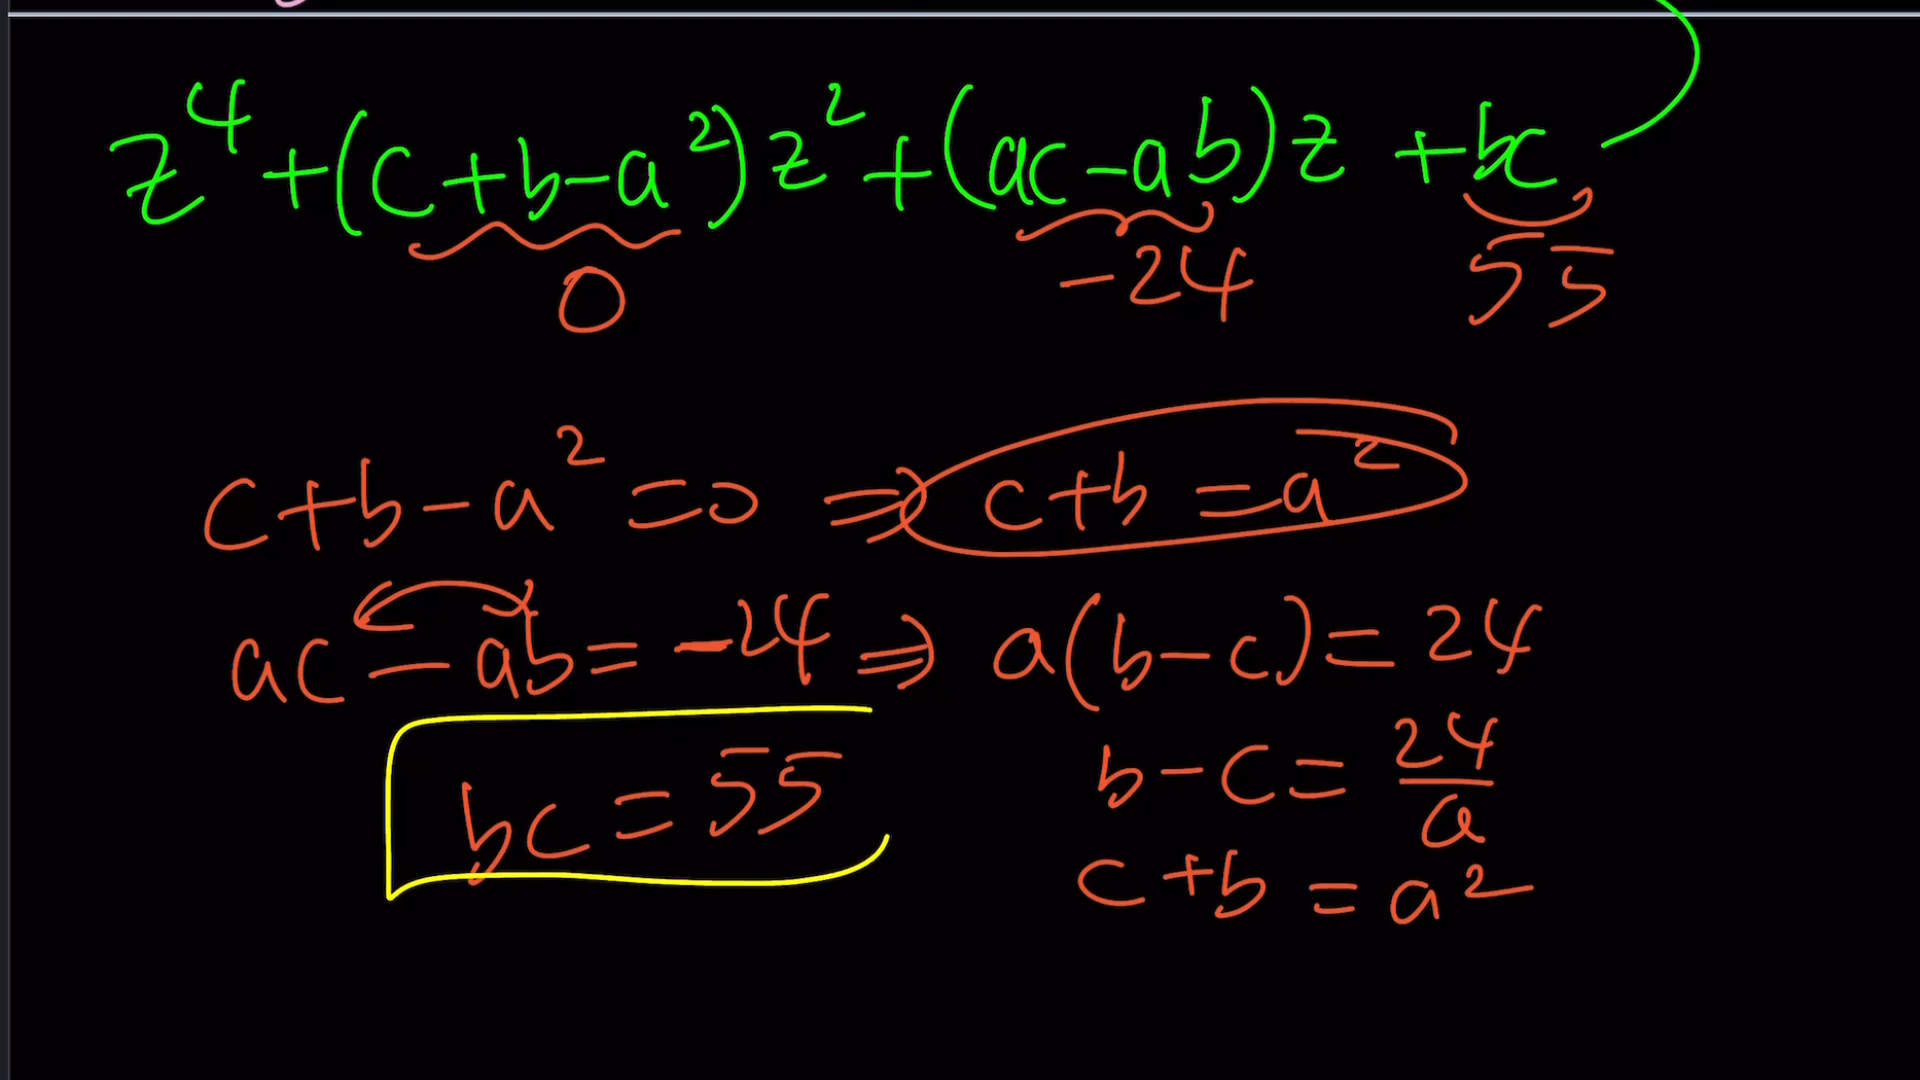 z⁴ + (c + b - a²) z² + (ac - ab) z + bc
0 -24 55
c + b - a² = 0 ⇒ c + b = a²
ac - ab = -24 ⇒ a(b - c) = 24
bc = 55 b - c = 24/a
c + b = a²